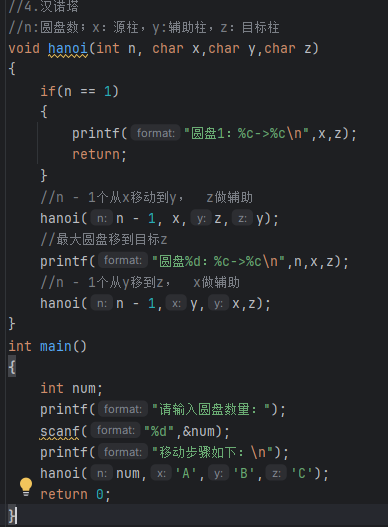 //4.汉诺塔
//n:圆盘数；x：源柱，y:辅助柱，z：目标柱
void hanoi(int n, char x,char y,char z)
{
if(n == 1)
{
printf( format: "圆盘1：%c->%c\n",x,z);
return;
}
//n - 1个从x移动到y，  z做辅助
hanoi( n: n - 1, x, y: z, z: y);
//最大圆盘移到目标z
printf( format: "圆盘%d：%c->%c\n",n,x,z);
//n - 1个从y移到z，  x做辅助
hanoi( n: n - 1, x: y, y: x,z);
}
int main()
{
int num;
printf( format: "请输入圆盘数量：");
scanf( format: "%d",&num);
printf( format: "移动步骤如下：\n");
hanoi( n: num, x: 'A', y: 'B', z: 'C');
return 0;
}